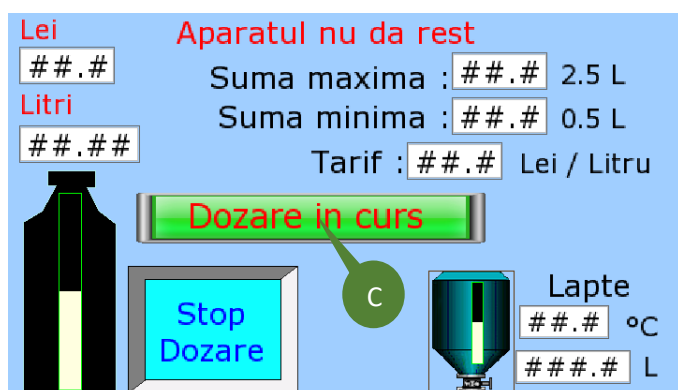 Lei
Aparatul nu da rest
##.#
Suma maxima : ##.# 2.5 L
Litri
Suma minima : ##.# 0.5 L
##.##
Tarif : ##.# Lei / Litru
Dozare in curs
C
Stop
Dozare
Lapte
##.# °C
###.# L